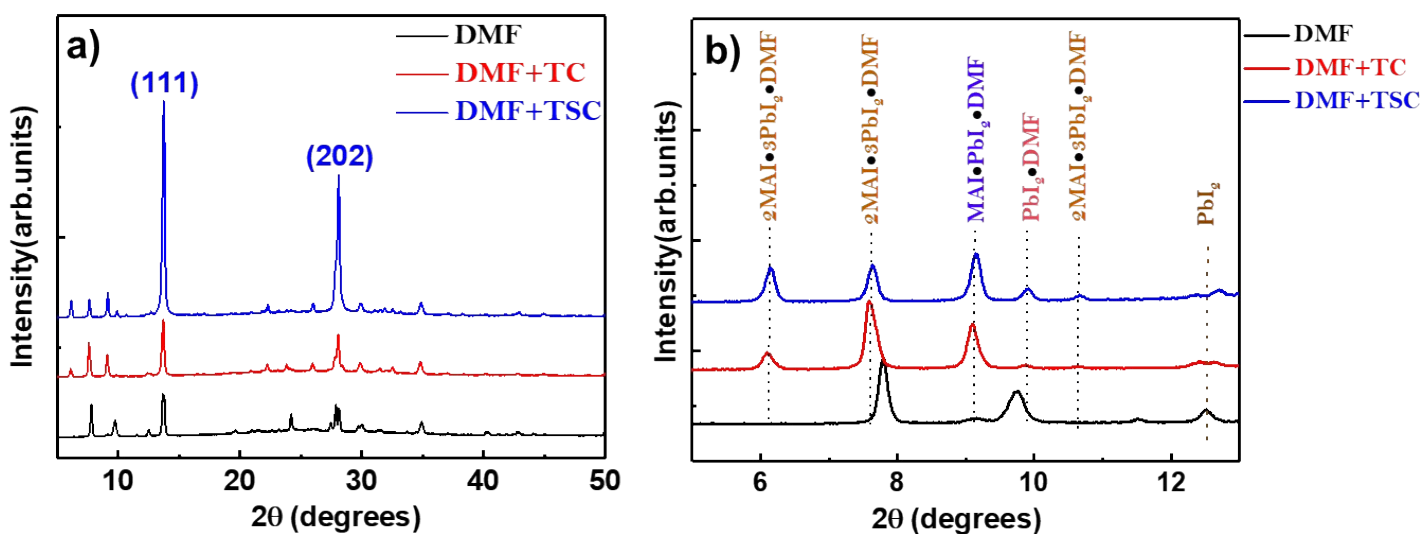 a)
DMF
DMF+TC
DMF+TSC
(111)
(202)
Intensity(arb.units)
10
20
30
40
50
2θ (degrees)
b)
DMF
DMF+TC
DMF+TSC
2MAI•3PbI₂•DMF
2MAI•3PbI₂•DMF
MAI•PbI₂•DMF
PbI₂•DMF
2MAI•3PbI₂•DMF
PbI₂
Intensity(arb.units)
6
8
10
12
2θ (degrees)